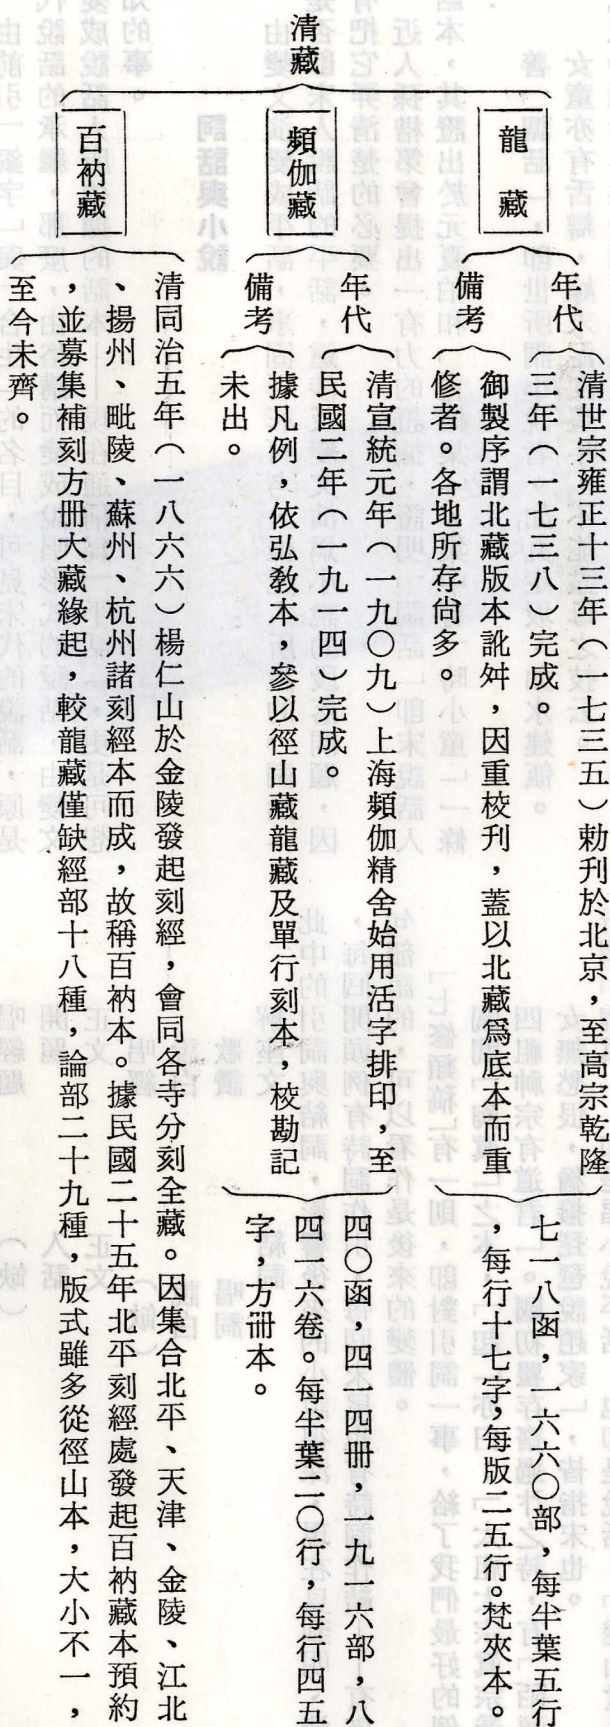 清藏
龍藏
年代
清世宗雍正十三年（一七三五）勅刋於北京，至高宗乾隆
三年（一七三八）完成。
備考
御製序謂北藏版本訛舛，因重校刋，蓋以北藏爲底本而重
修者。各地所存尙多。
七一八函，一六六〇部，每半葉五行
，每行十七字，每版二五行。梵夾本。
頻伽藏
年代
清宣統元年（一九〇九）上海頻伽精舍始用活字排印，至
民國三年（一九一四）完成。
備考
據凡例，依弘敎本，參以徑山藏龍藏及單行刻本，校勘記
未出。
四〇函，四一四冊，一九一六部，八
四一六卷。每半葉二〇行，每行四五
字，方冊本。
百衲藏
清同治五年（一八六六）楊仁山於金陵發起刻經，會同各寺分刻全藏。因集合北平、天津、金陵、江北
、揚州、毗陵、蘇州、杭州諸刻經本而成，故稱百衲本。據民國二十五年北平刻經處發起百衲藏本預約
，並募集補刻方冊大藏緣起，較龍藏僅缺經部十八種，論部二十九種，版式雖多從徑山本，大小不一，
至今未齊。